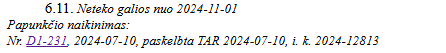 6.11. Neteko galios nuo 2024-11-01
Papunkčio naikinimas:
Nr. D1-231, 2024-07-10, paskelbta TAR 2024-07-10, i. k. 2024-12813